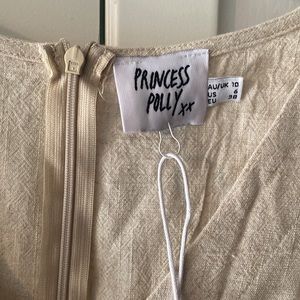 PRINCESS
POLLY xx
AU/UK 10
US 6
EU 38